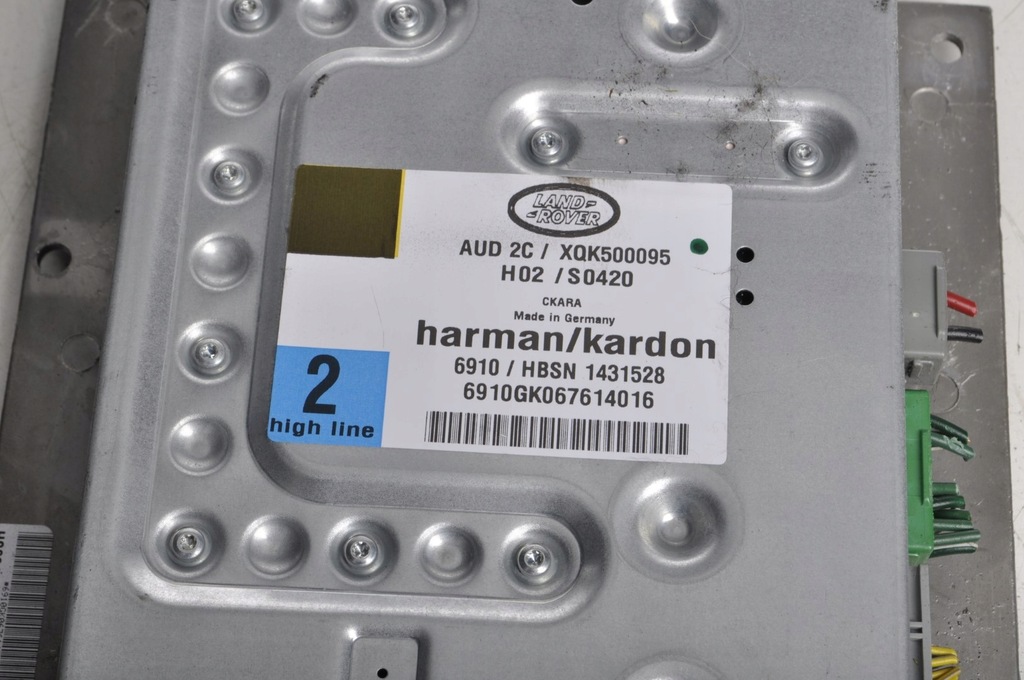 LAND-
-ROVER
AUD 2C / XQK500095
H02 / S0420
CKARA
Made in Germany
harman/kardon
6910 / HBSN 1431528
6910GK067614016
2
high line